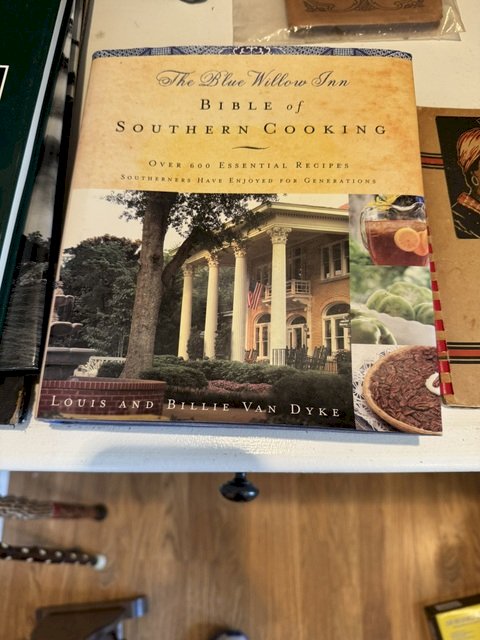 The Blue Willow Inn
BIBLE of
SOUTHERN COOKING
OVER 600 ESSENTIAL RECIPES
SOUTHERNERS HAVE ENJOYED FOR GENERATIONS
LOUIS AND BILLIE VAN DYKE